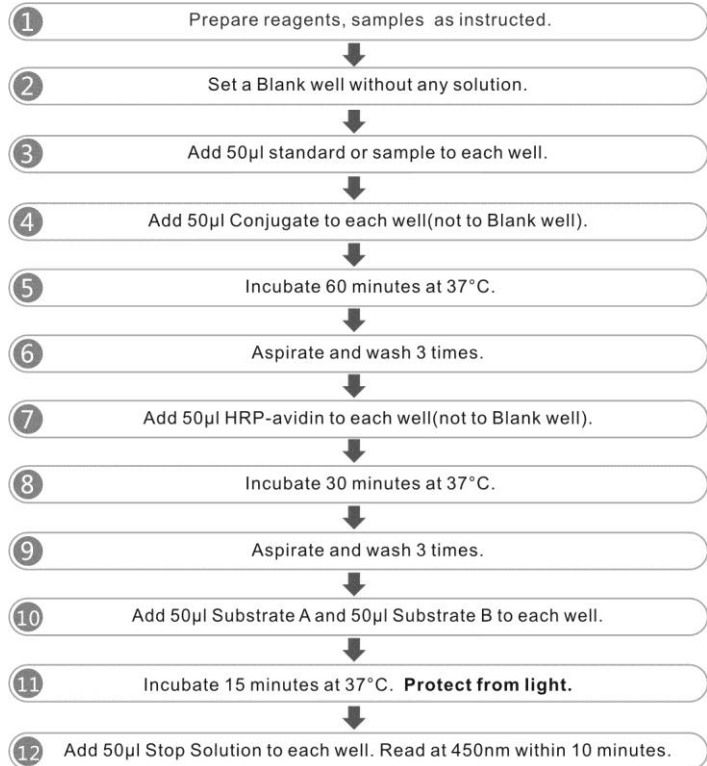 1 Prepare reagents, samples as instructed.
2 Set a Blank well without any solution.
3 Add 50μl standard or sample to each well.
4 Add 50μl Conjugate to each well(not to Blank well).
5 Incubate 60 minutes at 37°C.
6 Aspirate and wash 3 times.
7 Add 50μl HRP-avidin to each well(not to Blank well).
8 Incubate 30 minutes at 37°C.
9 Aspirate and wash 3 times.
10 Add 50μl Substrate A and 50μl Substrate B to each well.
11 Incubate 15 minutes at 37°C. Protect from light.
12 Add 50μl Stop Solution to each well. Read at 450nm within 10 minutes.